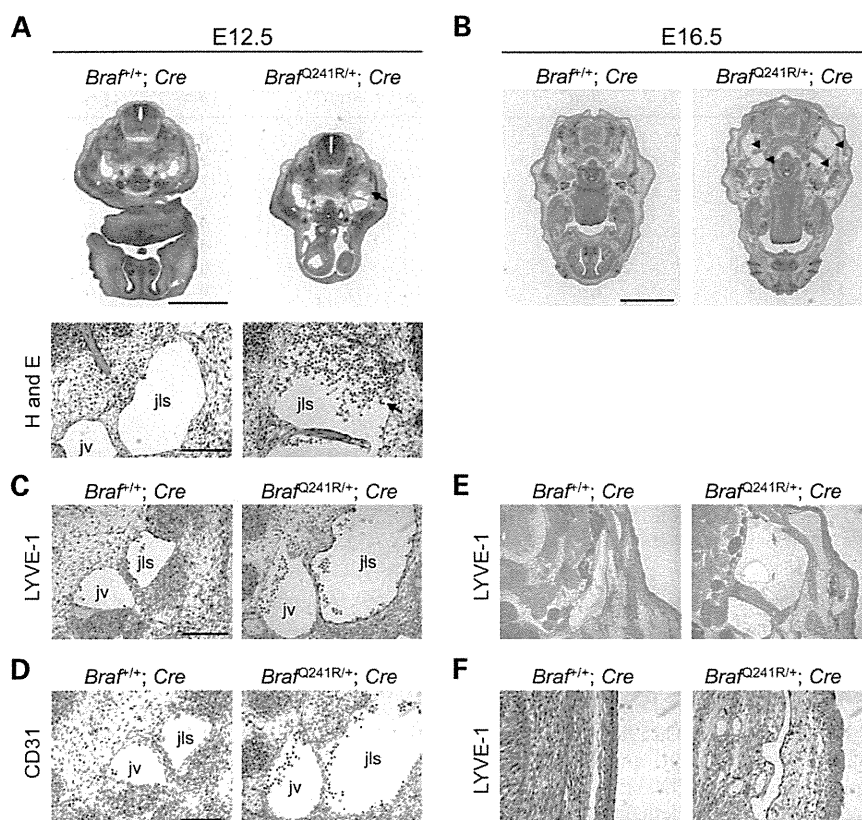 A
E12.5
Braf+/+; Cre
BrafQ241R/+; Cre
B
E16.5
Braf+/+; Cre
BrafQ241R/+; Cre
H and E
jls
jv
jls
C
Braf+/+; Cre
BrafQ241R/+; Cre
LYVE-1
jls
jv
jls
jv
E
Braf+/+; Cre
BrafQ241R/+; Cre
LYVE-1
D
Braf+/+; Cre
BrafQ241R/+; Cre
CD31
jls
jv
jls
jv
F
Braf+/+; Cre
BrafQ241R/+; Cre
LYVE-1